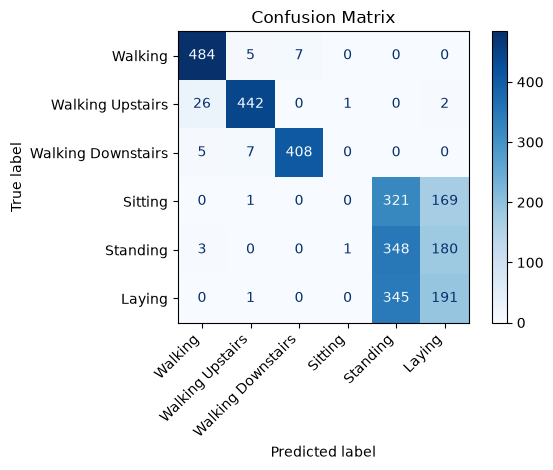 Confusion Matrix
True label
Walking 484 5 7 0 0 0
Walking Upstairs 26 442 0 1 0 2
Walking Downstairs 5 7 408 0 0 0
Sitting 0 1 0 0 321 169
Standing 3 0 0 1 348 180
Laying 0 1 0 0 345 191
Walking
Walking Upstairs
Walking Downstairs
Sitting
Standing
Laying
Predicted label
400
300
200
100
0